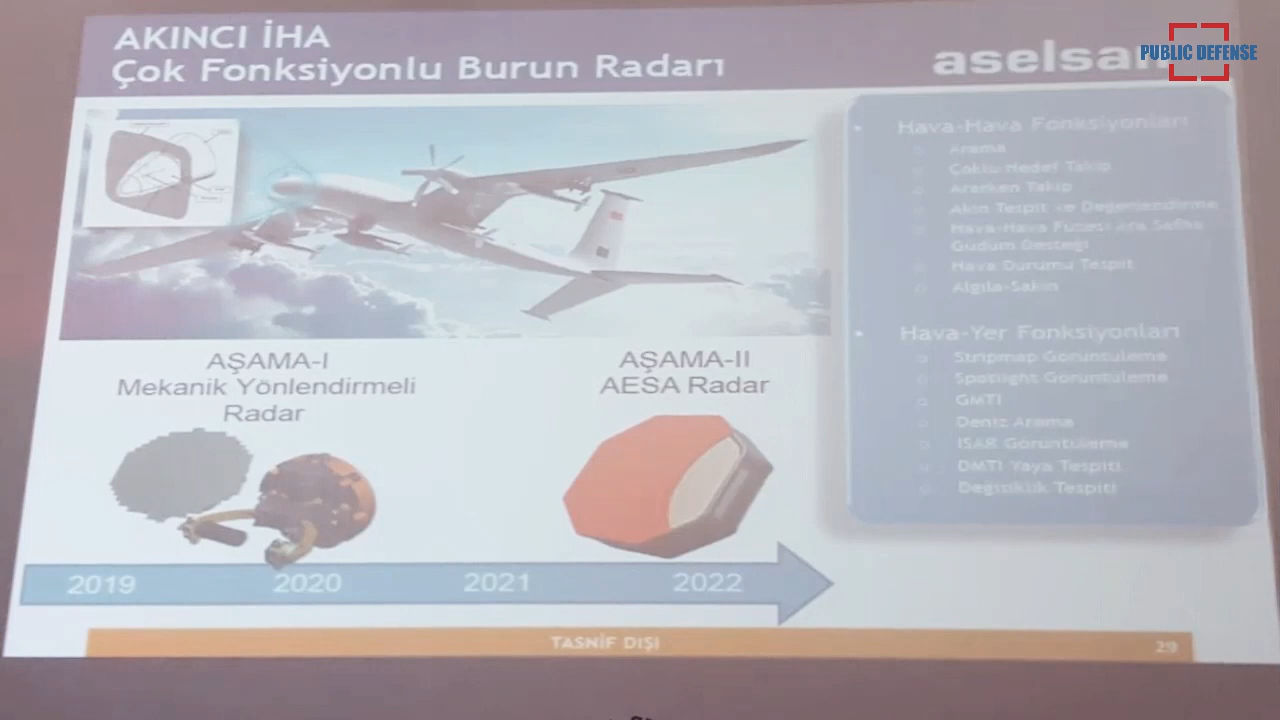 AKINCI İHA
Çok Fonksiyonlu Burun Radarı
aselsan
PUBLIC DEFENSE
Hava-Hava Fonksiyonları
Arama
Çoklu Hedef Takip
Ararken Takip
Akın Tespit ve Değerlendirme
Hava-Hava Füzesi Ara Safha
Güdüm Desteği
Hava Durumu Tespit
Algıla-Sakın
Hava-Yer Fonksiyonları
Stripmap Görüntüleme
Spotlight Görüntüleme
GMTI
Deniz Arama
ISAR Görüntüleme
DMTI Yaya Tespiti
Değişiklik Tespiti
AŞAMA-I
Mekanik Yönlendirmeli
Radar
AŞAMA-II
AESA Radar
2019 2020 2021 2022
TASNİF DIŞI
29